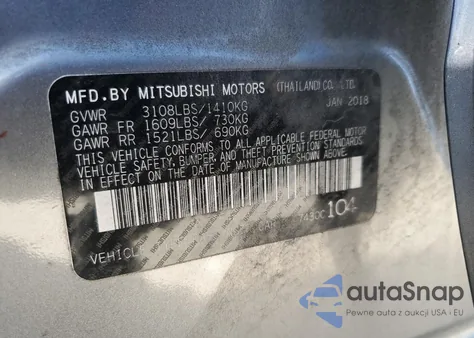 MFD.BY MITSUBISHI MOTORS (THAILAND) CO., LTD.
GVWR 3108LBS/1410KG JAN 2018
GAWR FR 1609LBS/ 730KG
GAWR RR 1521LBS/ 690KG
THIS VEHICLE CONFORMS TO ALL APPLICABLE FEDERAL MOTOR
VEHICLE SAFETY, BUMPER, AND THEFT PREVENTION STANDARDS
IN EFFECT ON THE DATE OF MANUFACTURE SHOWN ABOVE.
104
autoSnap
Pewne auta z aukcji USA • EU